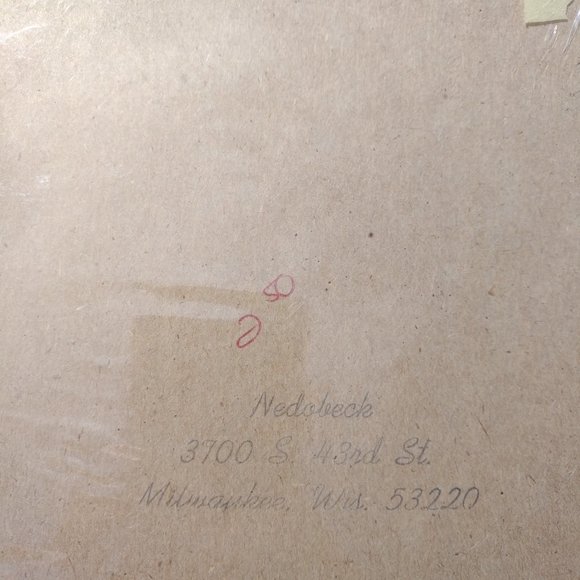 Nedobeck
3700 S. 43rd St.
Milwaukee, Wis. 53220